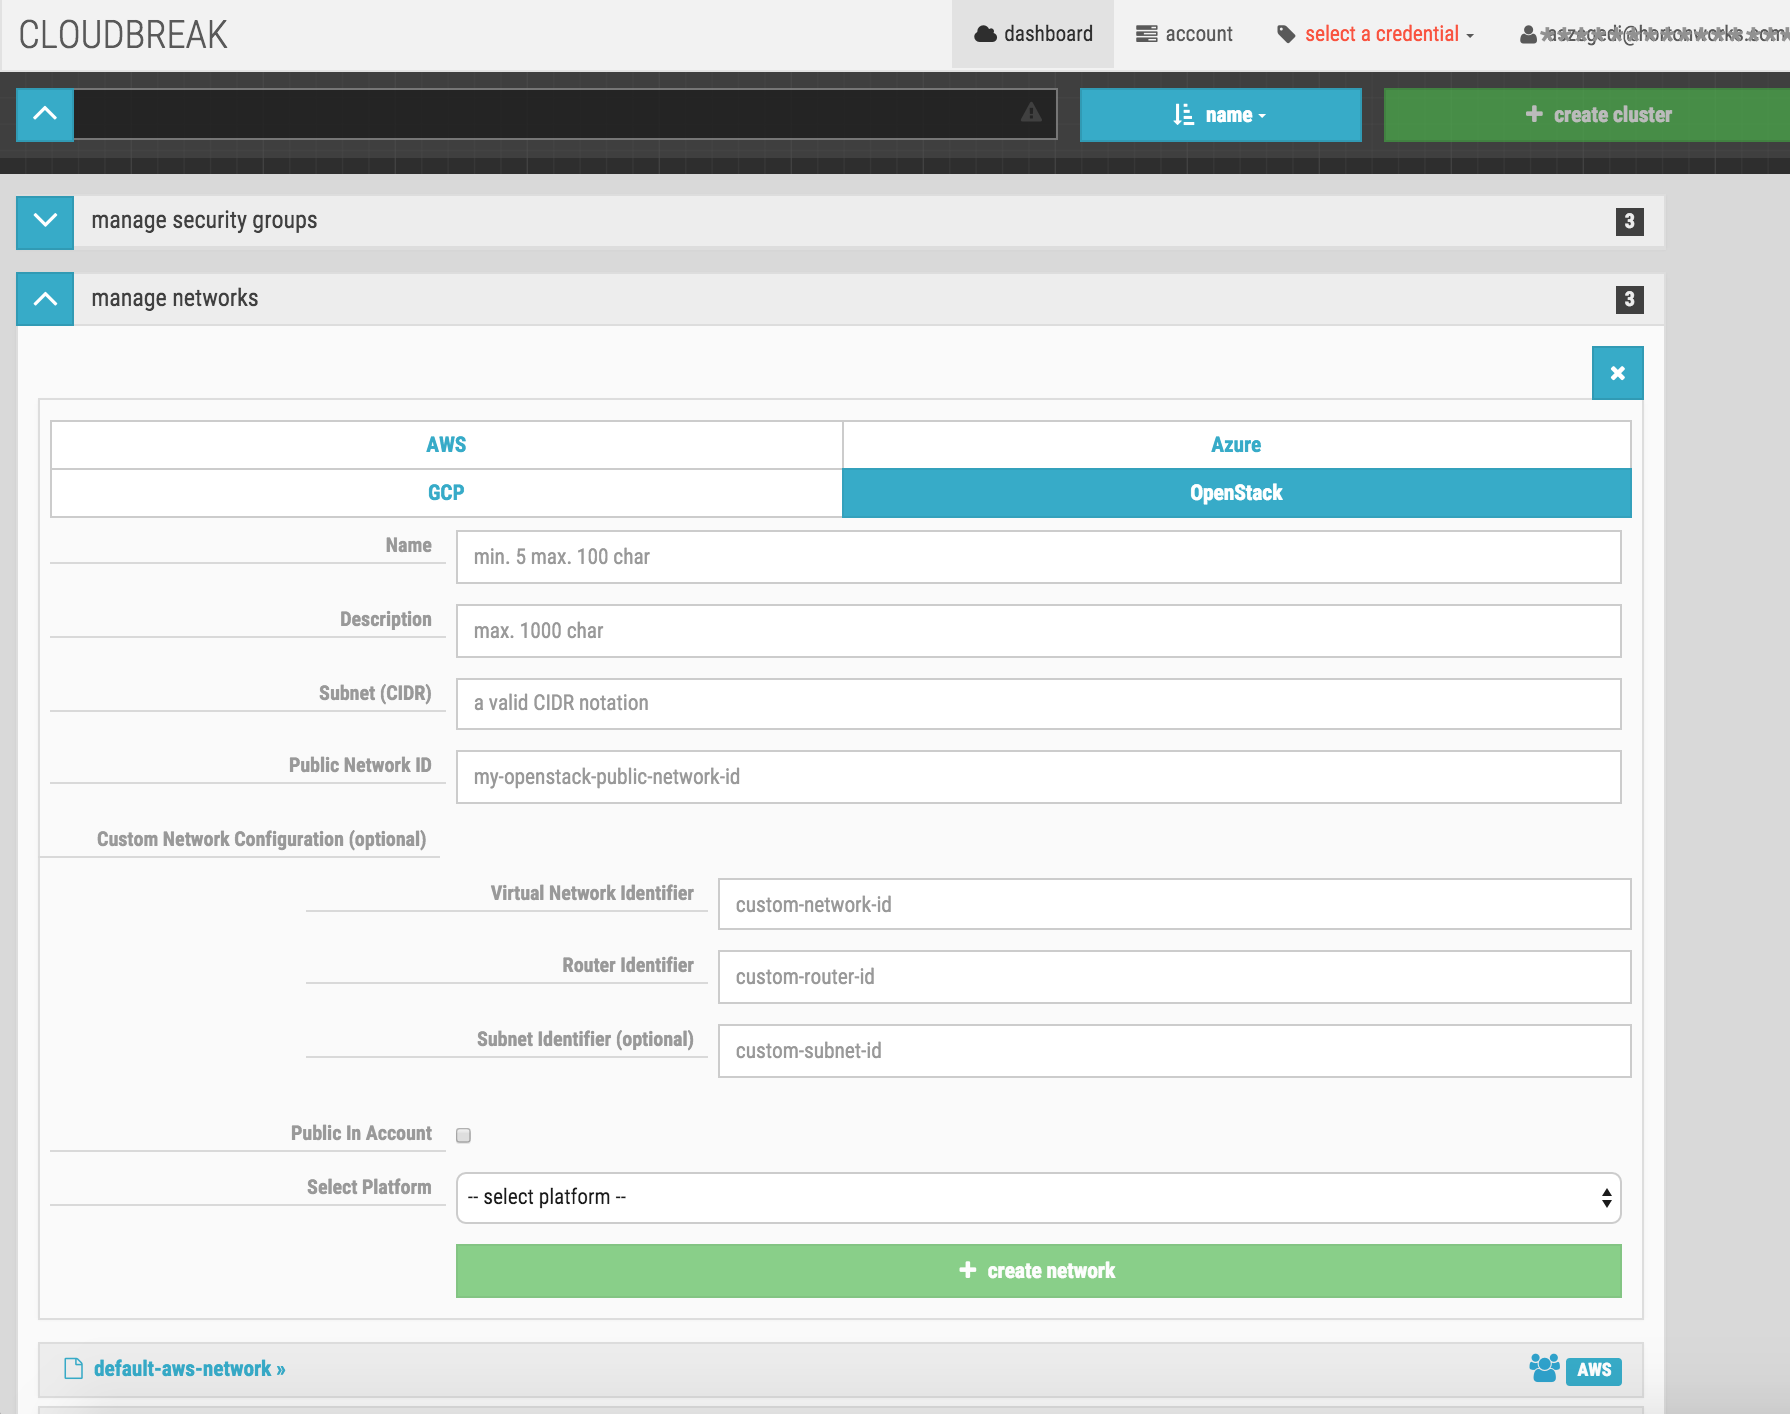 CLOUDBREAK
dashboard
account
select a credential
name
create cluster
manage security groups
3
manage networks
3
AWS
Azure
GCP
OpenStack
Name
min. 5 max. 100 char
Description
max. 1000 char
Subnet (CIDR)
a valid CIDR notation
Public Network ID
my-openstack-public-network-id
Custom Network Configuration (optional)
Virtual Network Identifier
custom-network-id
Router Identifier
custom-router-id
Subnet Identifier (optional)
custom-subnet-id
Public In Account
Select Platform
-- select platform --
create network
default-aws-network »
AWS